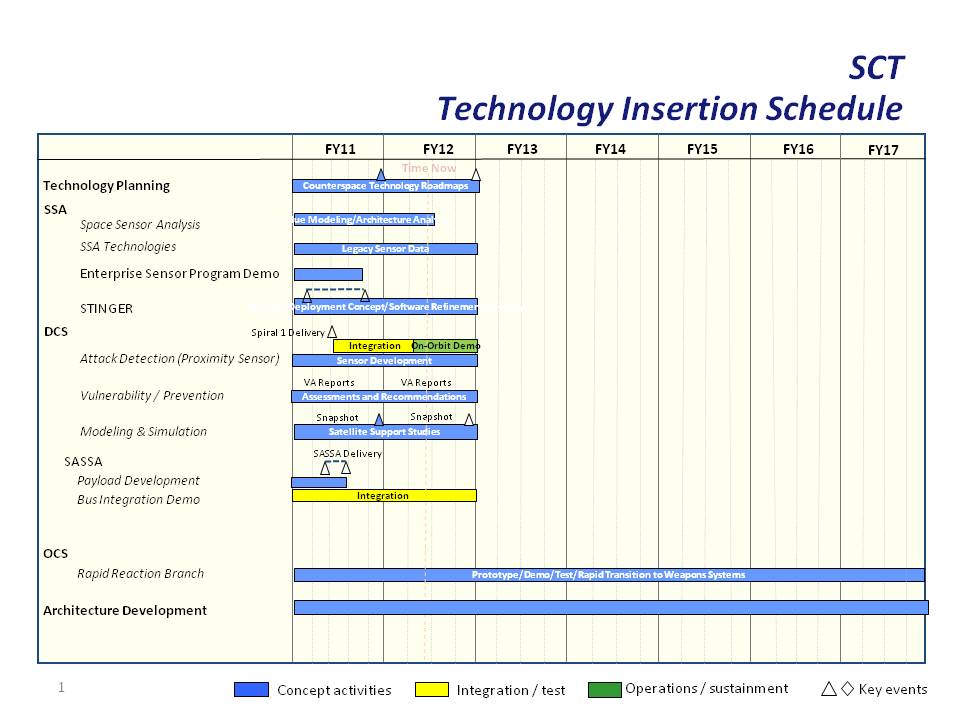 SCT
Technology Insertion Schedule
FY11 FY12 FY13 FY14 FY15 FY16 FY17
Time Now
Technology Planning
Counterspace Technology Roadmaps
SSA
Space Sensor Analysis
Modeling/Architecture
SSA Technologies
Legacy Sensor Data
Enterprise Sensor Program Demo
STINGER
Concept/Software
DCS
Spiral 1 Delivery
Integration
On-Orbit Demo
Attack Detection (Proximity Sensor)
Sensor Development
VA Reports VA Reports
Vulnerability / Prevention
Assessments and Recommendations
Snapshot Snapshot
Modeling & Simulation
Satellite Support Studies
SASSA Delivery
SASSA
Payload Development
Bus Integration Demo
Integration
OCS
Rapid Reaction Branch
Prototype/Demo/Test/Rapid Transition to Weapons Systems
Architecture Development
1
Concept activities
Integration / test
Operations / sustainment
Key events